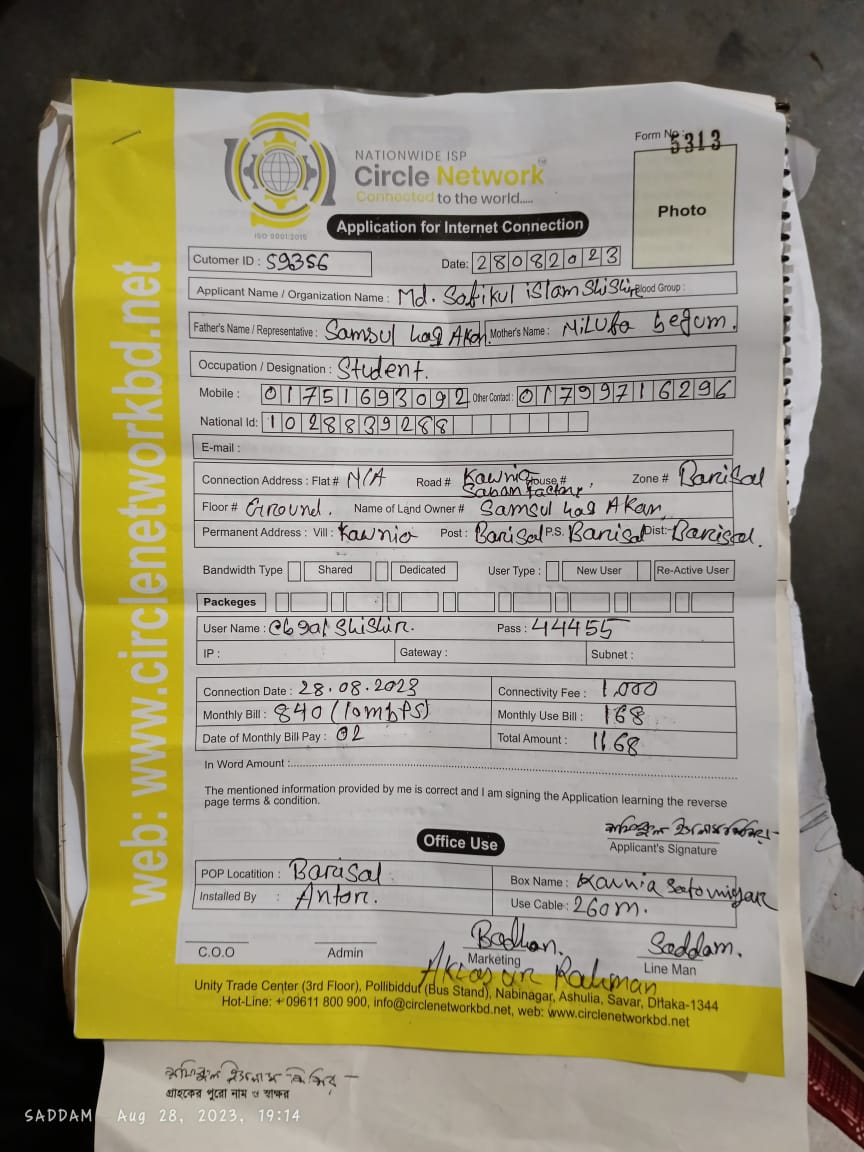 Form No : 5313
NATIONWIDE ISP
Circle Network™
Connected to the world.....
ISO 9001:2015
Photo
Application for Internet Connection
Cutomer ID : 59356 Date: 28082023
Applicant Name / Organization Name : Md. Safikul islam Shishir Blood Group :
Father's Name / Representative : Samsul haq Akan. Mother's Name : Nilufa begum.
Occupation / Designation : Student.
Mobile : 01751693092 Other Contact : 01799716296
National Id: 1028839288
E-mail :
Connection Address : Flat# N/A Road # Kawnia House # Saban factory, Zone # Barisal
Floor # Ground. Name of Land Owner # Samsul haq Akan,
Permanent Address : Vill : Kawnia Post : Barisal P.S. Barisal Dist:- Barisal.
Bandwidth Type Shared Dedicated User Type : New User Re-Active User
Packeges
User Name : Shishir. Pass : 44455
IP : Gateway : Subnet :
Connection Date : 28.08.2023 Connectivity Fee : 1,000
Monthly Bill : 840 (10mbps) Monthly Use Bill : 168
Date of Monthly Bill Pay : 02 Total Amount : 1168
In Word Amount :
The mentioned information provided by me is correct and I am signing the Application learning the reverse
page terms & condition.
Applicant's Signature
Office Use
POP Locatition : Barisal Box Name : Kaunia
Installed By : Anton. Use Cable : 260m.
Badhan. Saddam.
C.O.O Admin Marketing Line Man
Rahman
Unity Trade Center (3rd Floor), Pollibiddut (Bus Stand), Nabinagar, Ashulia, Savar, Dhaka-1344
Hot-Line: +09611 800 900, info@circlenetworkbd.net, web: www.circlenetworkbd.net
web: www.circlenetworkbd.net
গ্রাহকের পুরো নাম ও স্বাক্ষর
SADDAM Aug 28, 2023, 19:14